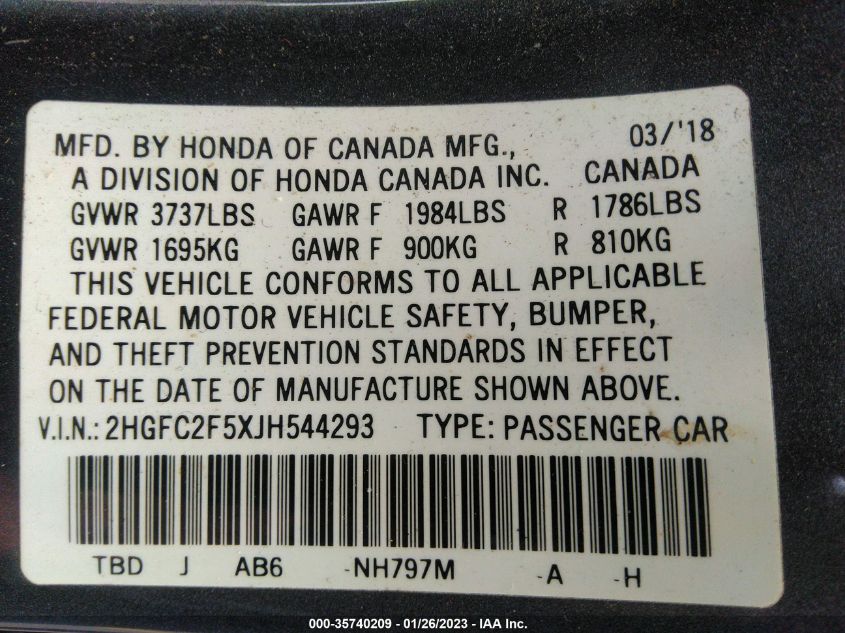 MFD. BY HONDA OF CANADA MFG., 03/'18
A DIVISION OF HONDA CANADA INC. CANADA
GVWR 3737LBS GAWR F 1984LBS R 1786LBS
GVWR 1695KG GAWR F 900KG R 810KG
THIS VEHICLE CONFORMS TO ALL APPLICABLE
FEDERAL MOTOR VEHICLE SAFETY, BUMPER,
AND THEFT PREVENTION STANDARDS IN EFFECT
ON THE DATE OF MANUFACTURE SHOWN ABOVE.
V.I.N.: 2HGFC2F5XJH544293 TYPE: PASSENGER CAR
TBD J AB6 -NH797M -A -H
000-35740209 - 01/26/2023 - IAA Inc.